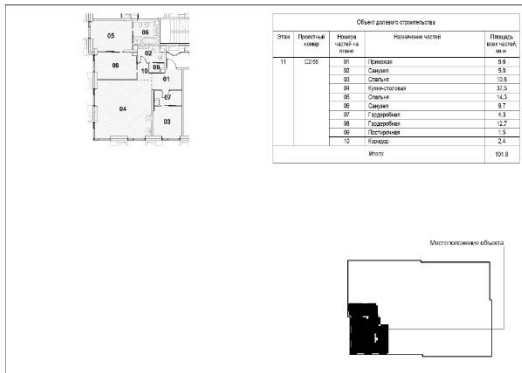 05
06
02
08
10
09
01
07
04
03
Объект долевого строительства
Этаж Проектный номер Номера частей на плане Назначение частей Площадь всех частей, кв.м
11 С2/66 01 Прихожая 6,6
02 Санузел 5,0
03 Спальня 10,8
04 Кухня-столовая 37,5
05 Спальня 14,3
06 Санузел 6,7
07 Гардеробная 4,3
08 Гардеробная 12,7
09 Постирочная 1,5
10 Коридор 2,4
Итого: 101,8
Местоположение объекта